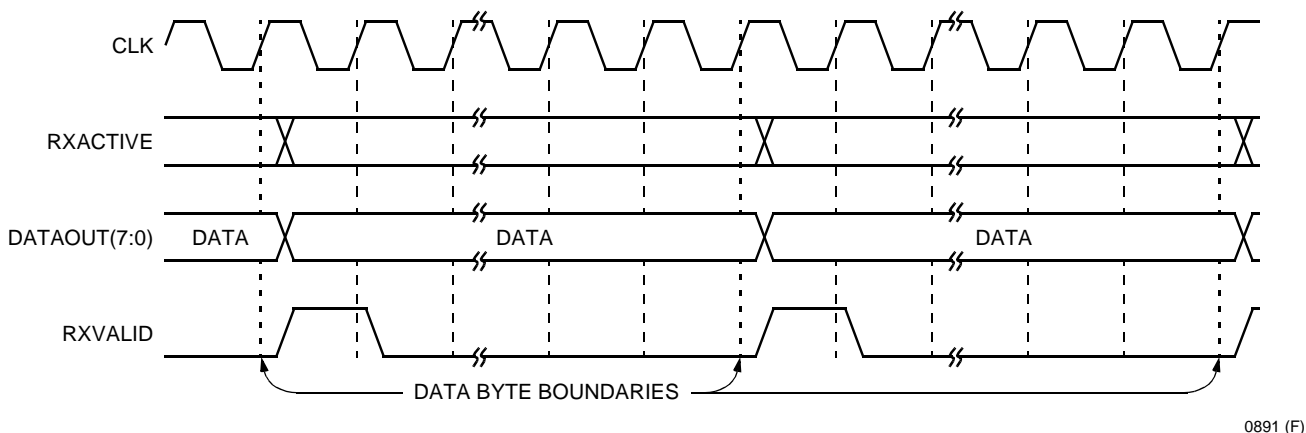 CLK
RXACTIVE
DATAOUT(7:0) DATA DATA DATA
RXVALID
DATA BYTE BOUNDARIES
0891 (F)